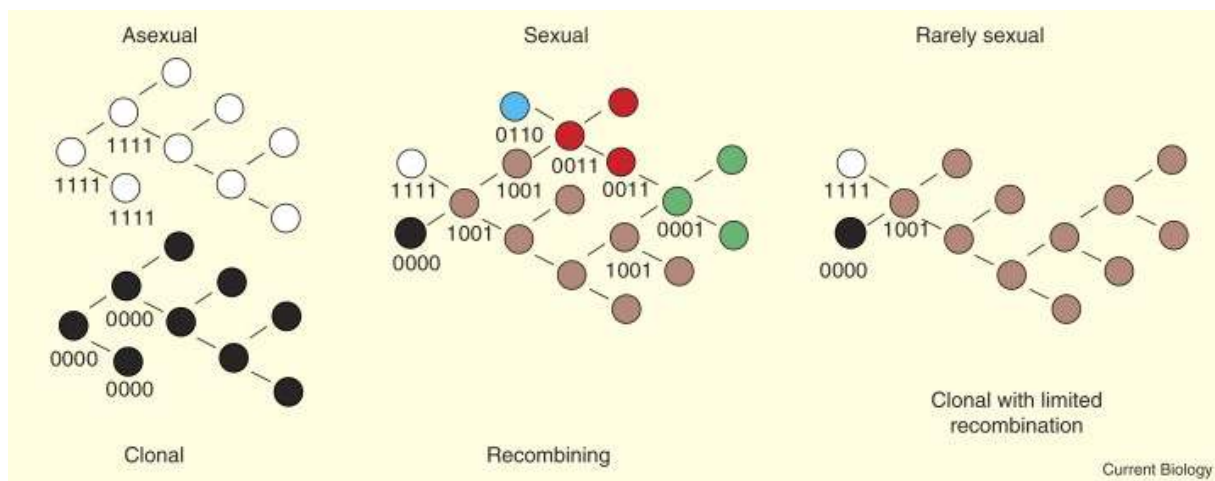 Asexual
Sexual
Rarely sexual
1111
1111
1111
0000
0000
0000
0110
0011
1111
1001
0011
1001
0001
0000
1001
1111
1001
0000
Clonal
Recombining
Clonal with limited
recombination
Current Biology